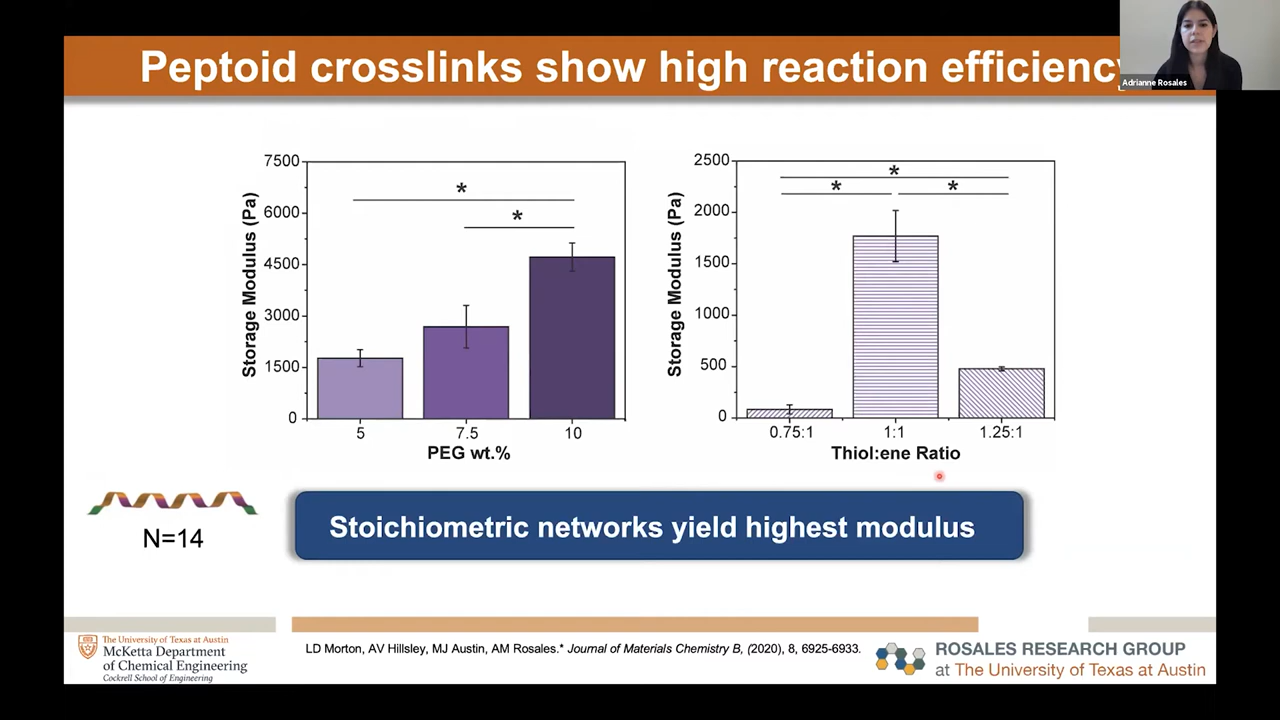 Peptoid crosslinks show high reaction efficiency
Adrianne Rosales
7500
6000
4500
3000
1500
0
Storage Modulus (Pa)
*
*
5
7.5
10
PEG wt.%
2500
2000
1500
1000
500
0
Storage Modulus (Pa)
*
*
*
0.75:1
1:1
1.25:1
Thiol:ene Ratio
N=14
Stoichiometric networks yield highest modulus
The University of Texas at Austin
McKetta Department
of Chemical Engineering
Cockrell School of Engineering
LD Morton, AV Hillsley, MJ Austin, AM Rosales.* Journal of Materials Chemistry B, (2020), 8, 6925-6933.
ROSALES RESEARCH GROUP
at The University of Texas at Austin